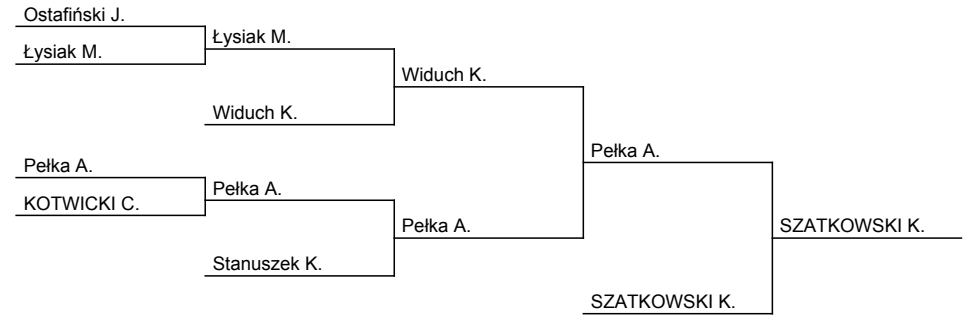 Ostafiński J.
Łysiak M.
Łysiak M.
Widuch K.
Widuch K.
Pełka A.
Pełka A.
KOTWICKI C.
Pełka A.
Pełka A.
SZATKOWSKI K.
Stanuszek K.
SZATKOWSKI K.